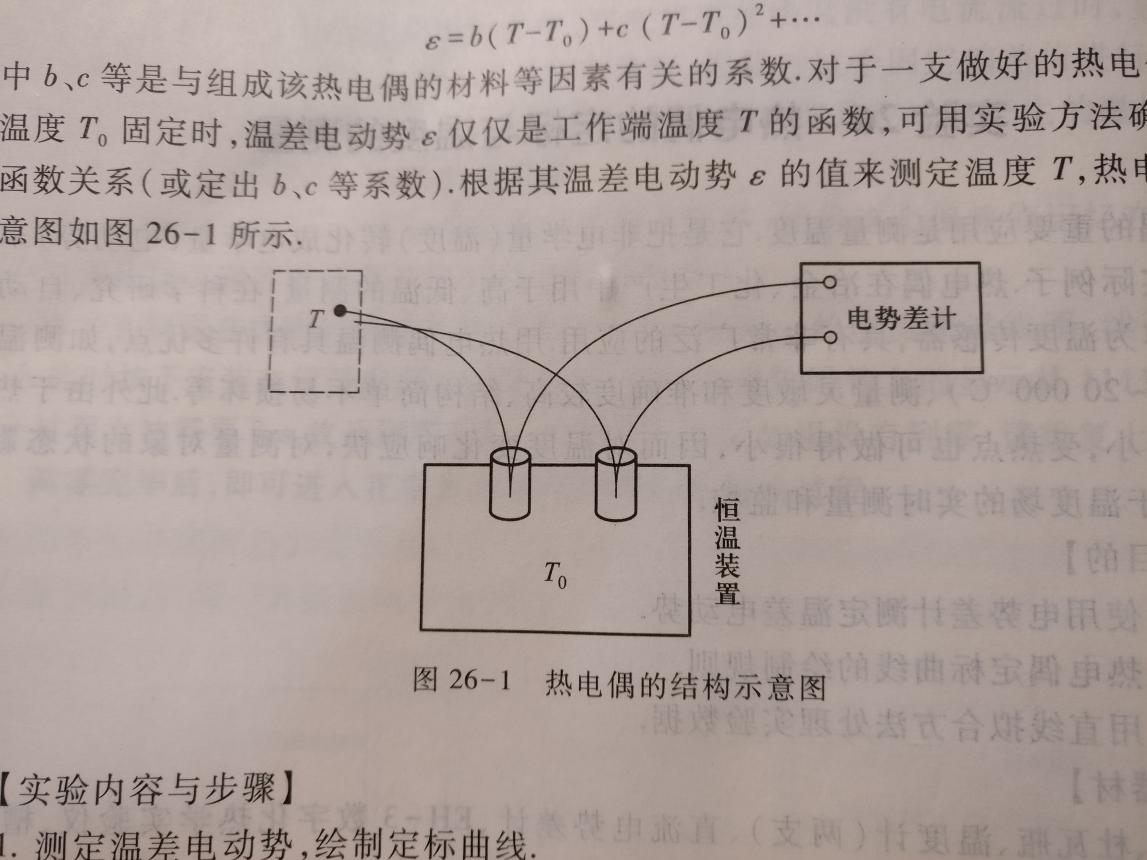 ε=b(T-T₀)+c (T-T₀)²+…
中 b、c 等是与组成该热电偶的材料等因素有关的系数.对于一支做好的热电
温度 T₀ 固定时,温差电动势 ε 仅仅是工作端温度 T 的函数,可用实验方法确
函数关系(或定出 b、c 等系数).根据其温差电动势 ε 的值来测定温度 T,热电
意图如图 26-1 所示.
T
电势差计
恒温装置
T₀
图 26-1 热电偶的结构示意图
【实验内容与步骤】
1. 测定温差电动势,绘制定标曲线.